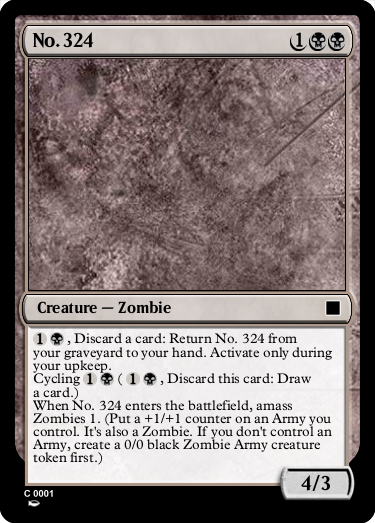 No. 324 1
Creature — Zombie
1 , Discard a card: Return No. 324 from
your graveyard to your hand. Activate only during
your upkeep.
Cycling 1 ( 1 , Discard this card: Draw
a card.)
When No. 324 enters the battlefield, amass
Zombies 1. (Put a +1/+1 counter on an Army you
control. It's also a Zombie. If you don't control an
Army, create a 0/0 black Zombie Army creature
token first.)
4/3
C 0001